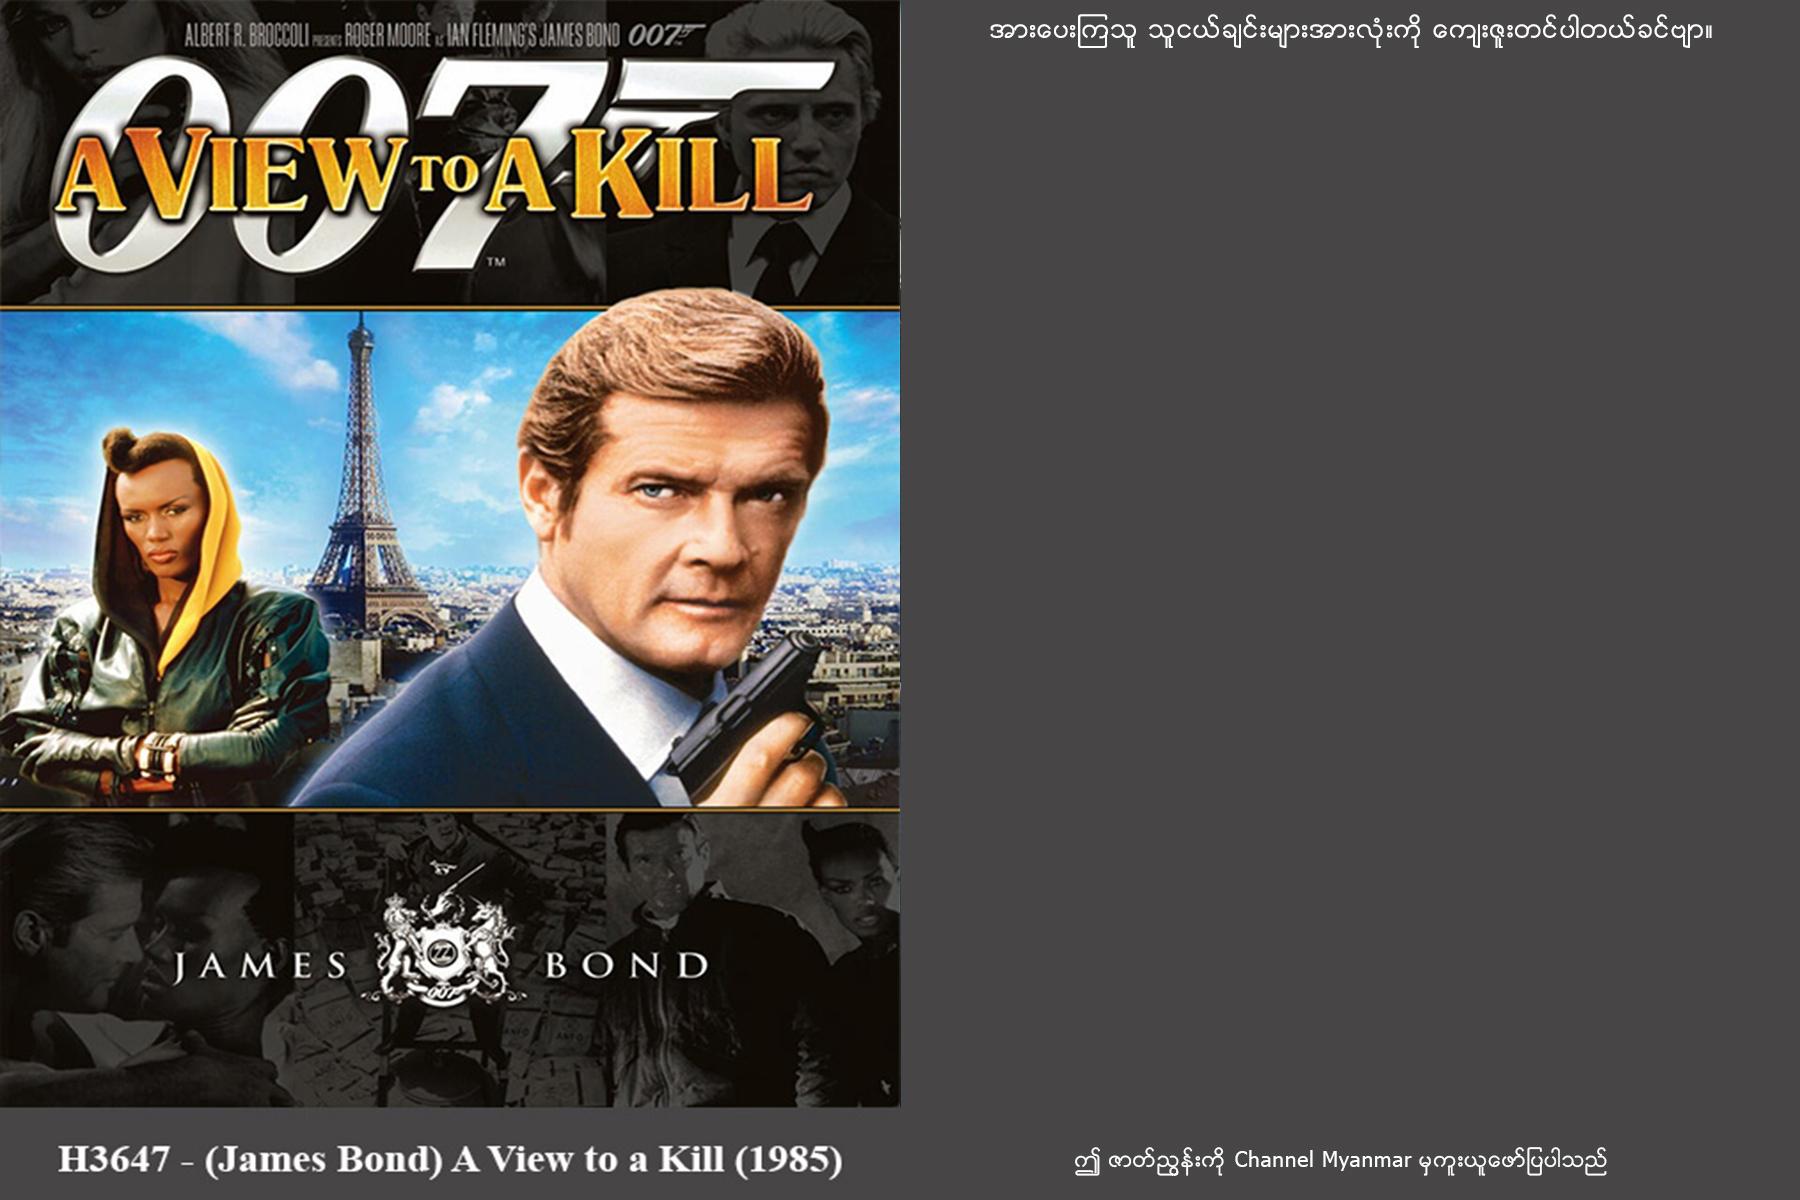 ALBERT R. BROCCOLI PRESENTS ROGER MOORE AS IAN FLEMING'S JAMES BOND 007
007
A VIEW TO A KILL
TM
JAMES BOND
007
H3647 - (James Bond) A View to a Kill (1985)
အားပေးကြသူ သူငယ်ချင်းများအားလုံးကို ကျေးဇူးတင်ပါတယ်ခင်ဗျာ။
ဤ ဇာတ်ညွှန်းကို Channel Myanmar မှကူးယူဖော်ပြပါသည်